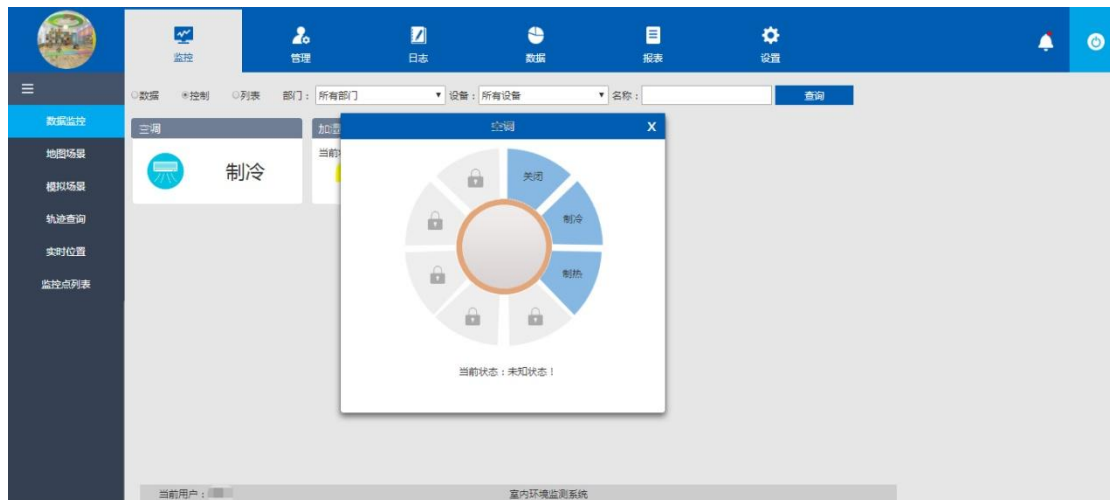 监控 管理 日志 数据 报表 设置
数据 控制 列表 部门： 所有部门 设备： 所有设备 名称： 查询
数据监控
地图场景
模拟场景
轨迹查询
实时位置
监控点列表
空调
制冷
加湿
当前
空调 X
关闭
制冷
制热
当前状态：未知状态！
当前用户： 室内环境监测系统